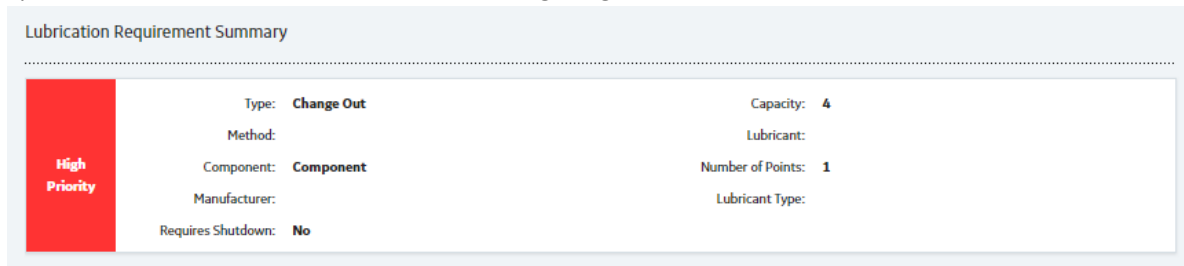 Lubrication Requirement Summary
High
Priority
Type: Change Out
Method:
Component: Component
Manufacturer:
Requires Shutdown: No
Capacity: 4
Lubricant:
Number of Points: 1
Lubricant Type: